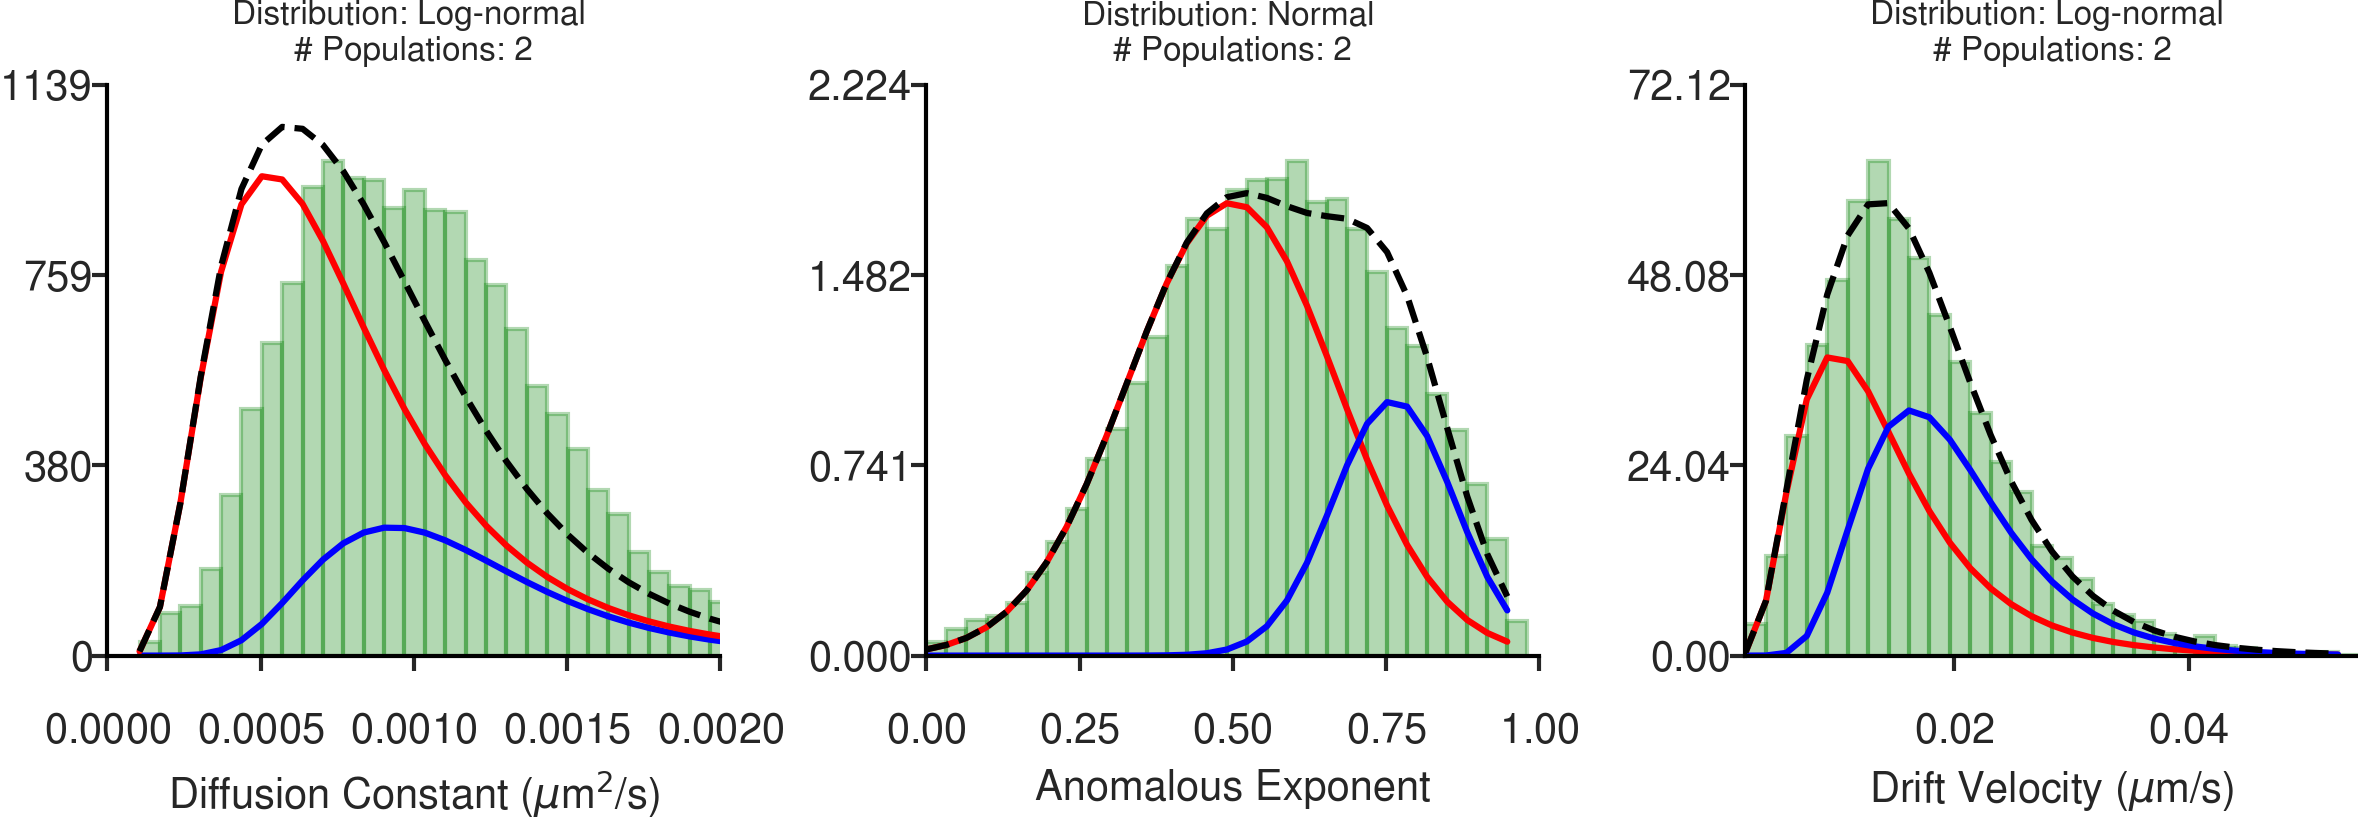 Distribution: Log-normal
# Populations: 2
1139
759
380
0
0.0000 0.0005 0.0010 0.0015 0.0020
Diffusion Constant (μm²/s)
Distribution: Normal
# Populations: 2
2.224
1.482
0.741
0.000
0.00 0.25 0.50 0.75 1.00
Anomalous Exponent
Distribution: Log-normal
# Populations: 2
72.12
48.08
24.04
0.00
0.02 0.04
Drift Velocity (μm/s)